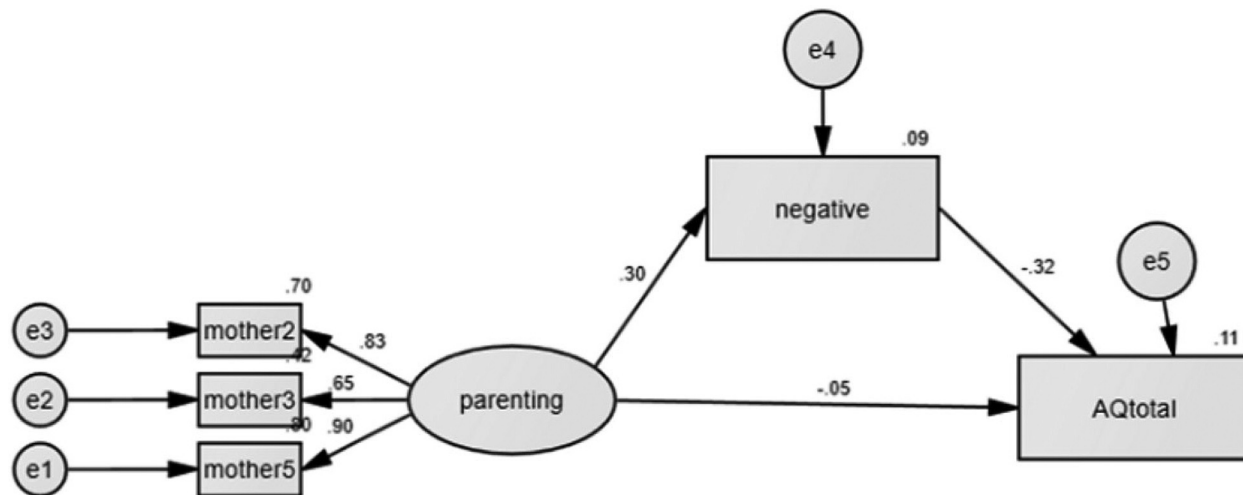 e4
.09
negative
.30
-.32
e5
.70
.11
e3
mother2
.83
.42
e2
mother3
.65
parenting
-.05
AQtotal
.80
.90
e1
mother5